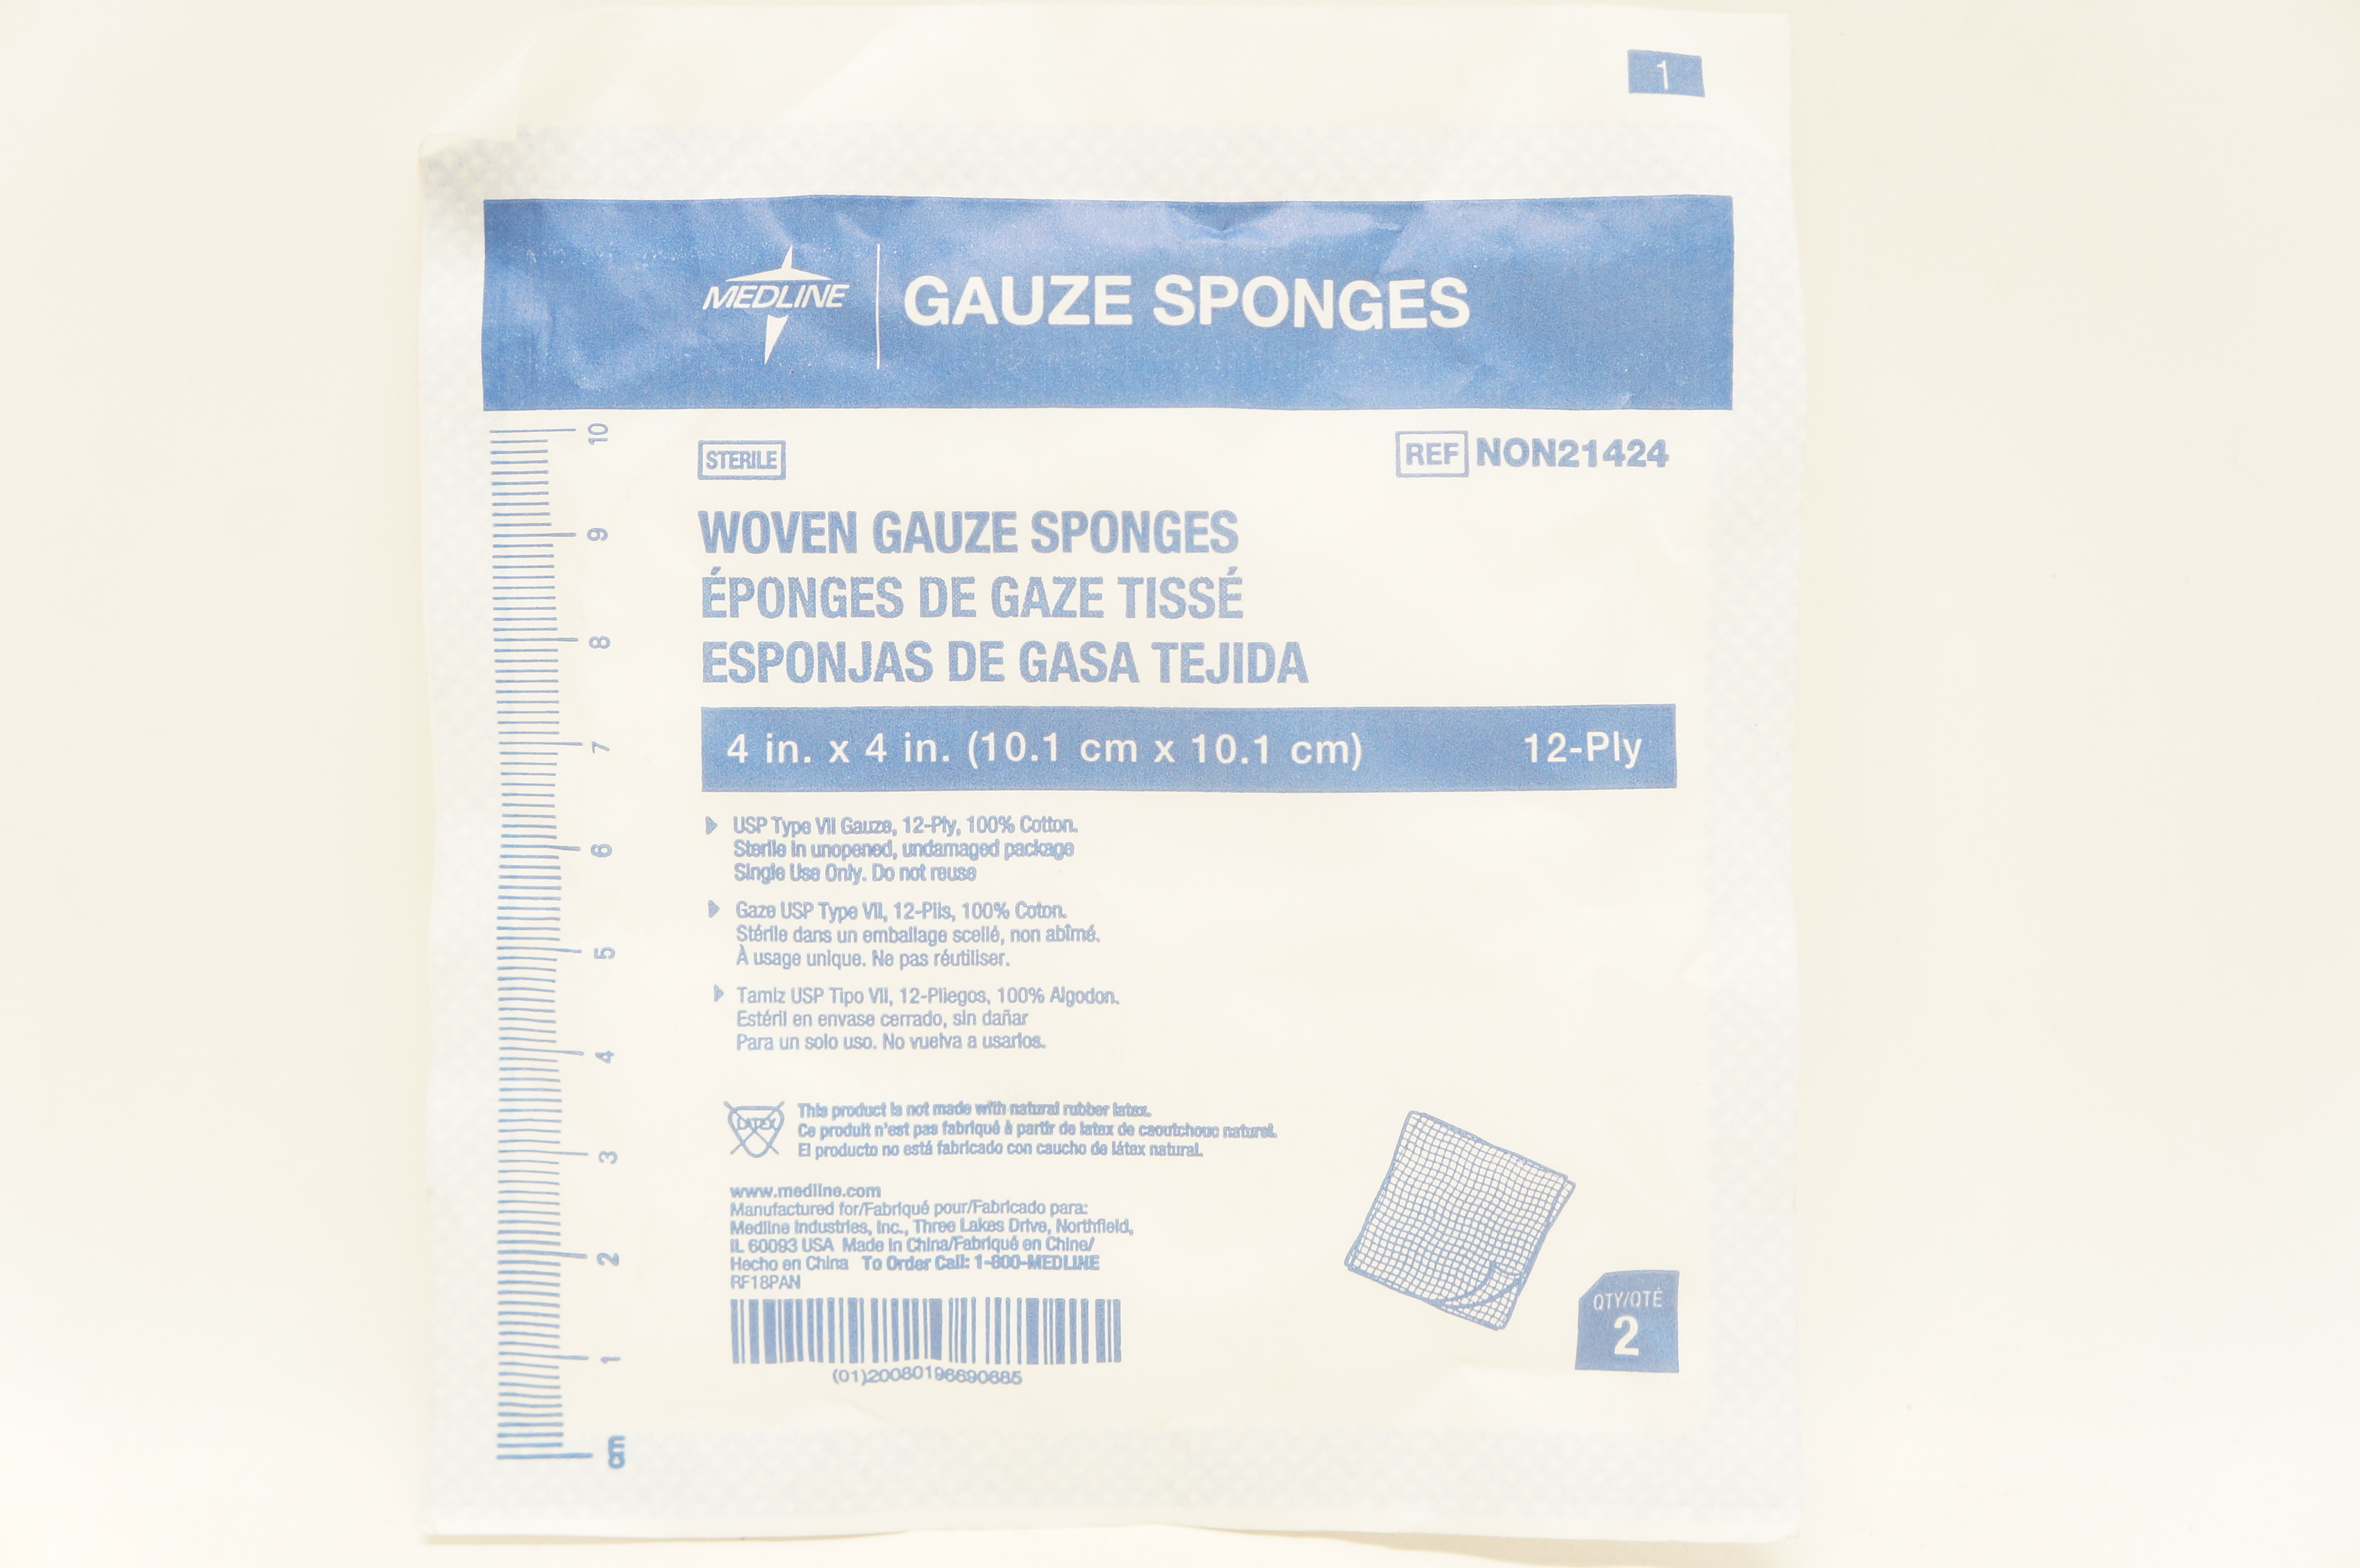 1
MEDLINE
GAUZE SPONGES
STERILE
REF NON21424
WOVEN GAUZE SPONGES
ÉPONGES DE GAZE TISSÉ
ESPONJAS DE GASA TEJIDA
4 in. x 4 in. (10.1 cm x 10.1 cm) 12-Ply
USP Type VII Gauze, 12-Ply, 100% Cotton.
Sterile in unopened, undamaged package
Single Use Only. Do not reuse
Gaze USP Type VII, 12-Plis, 100% Coton.
Stérile dans un emballage scellé, non abîmé.
À usage unique. Ne pas réutiliser.
Tamiz USP Tipo VII, 12-Pliegos, 100% Algodon.
Estéril en envase cerrado, sin dañar
Para un solo uso. No vuelva a usarlos.
LATEX
This product is not made with natural rubber latex.
Ce produit n'est pas fabriqué à partir de latex de caoutchouc naturel.
El producto no está fabricado con caucho de látex natural.
www.medline.com
Manufactured for/Fabriqué pour/Fabricado para:
Medline Industries, Inc., Three Lakes Drive, Northfield,
IL 60093 USA Made in China/Fabriqué en Chine/
Hecho en China To Order Call: 1-800-MEDLINE
RF18PAN
(01)20080196690685
QTY/QTÉ
2
10
9
8
7
6
5
4
3
2
1
cm